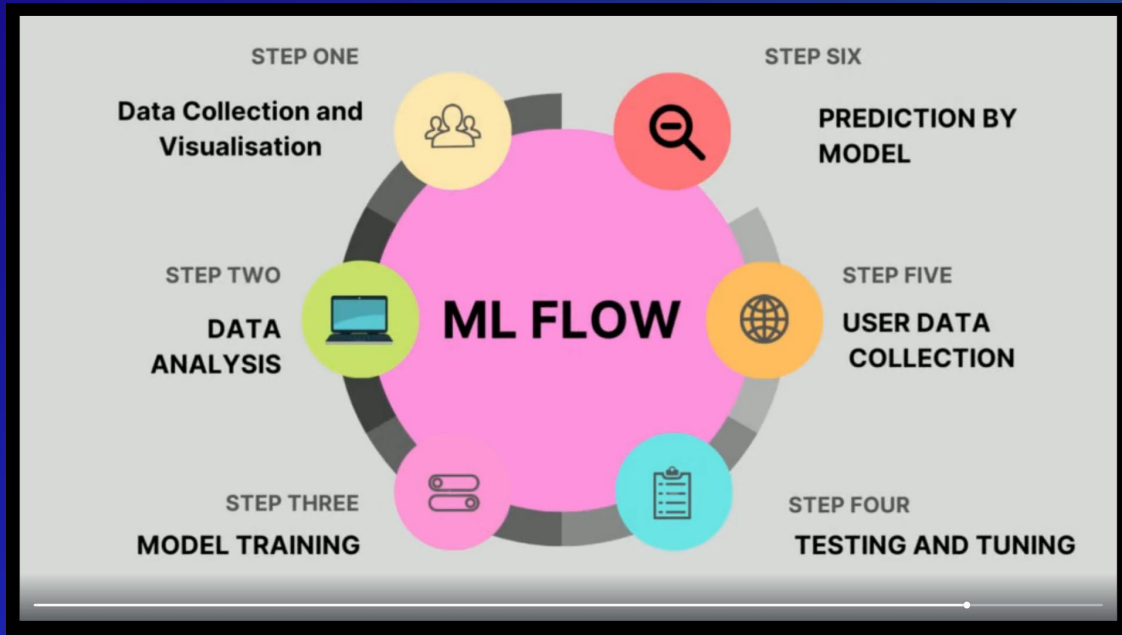 STEP ONE
Data Collection and
Visualisation
STEP TWO
DATA
ANALYSIS
STEP THREE
MODEL TRAINING
ML FLOW
STEP FOUR
TESTING AND TUNING
STEP FIVE
USER DATA
COLLECTION
STEP SIX
PREDICTION BY
MODEL